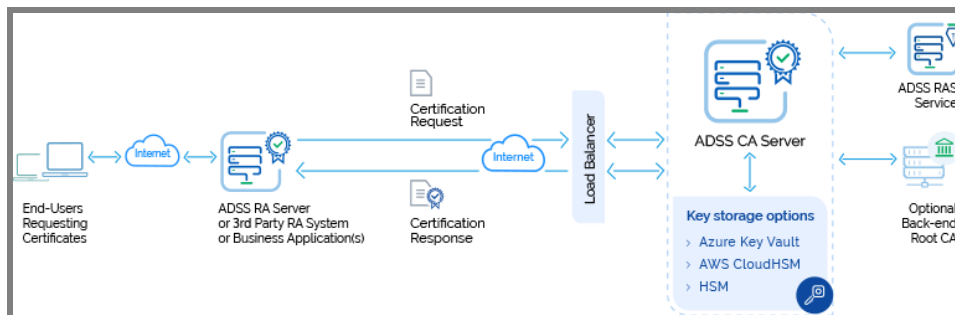 End-Users
Requesting
Certificates
Internet
ADSS RA Server
or 3rd Party RA System
or Business Application(s)
Certification
Request
Certification
Response
Internet
Load Balancer
ADSS CA Server
Key storage options
› Azure Key Vault
› AWS CloudHSM
› HSM
ADSS RAS
Service
Optional
Back-end
Root CA